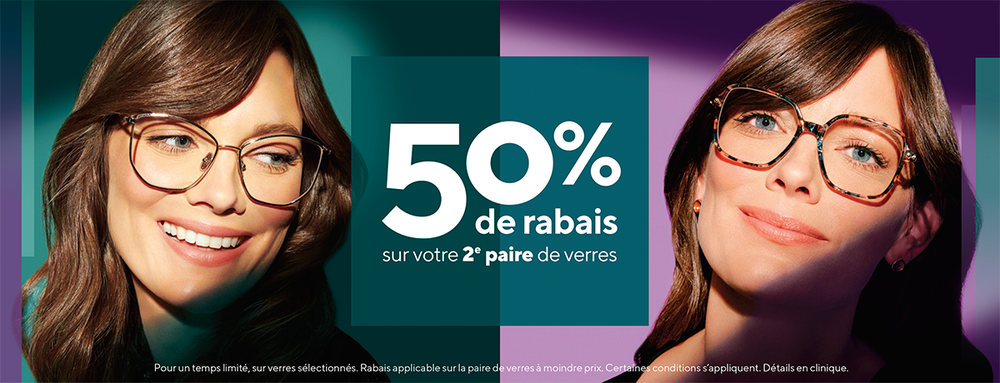 50%
de rabais
sur votre 2e paire de verres
Pour un temps limité, sur verres sélectionnés. Rabais applicable sur la paire de verres à moindre prix. Certaines conditions s'appliquent. Détails en clinique.